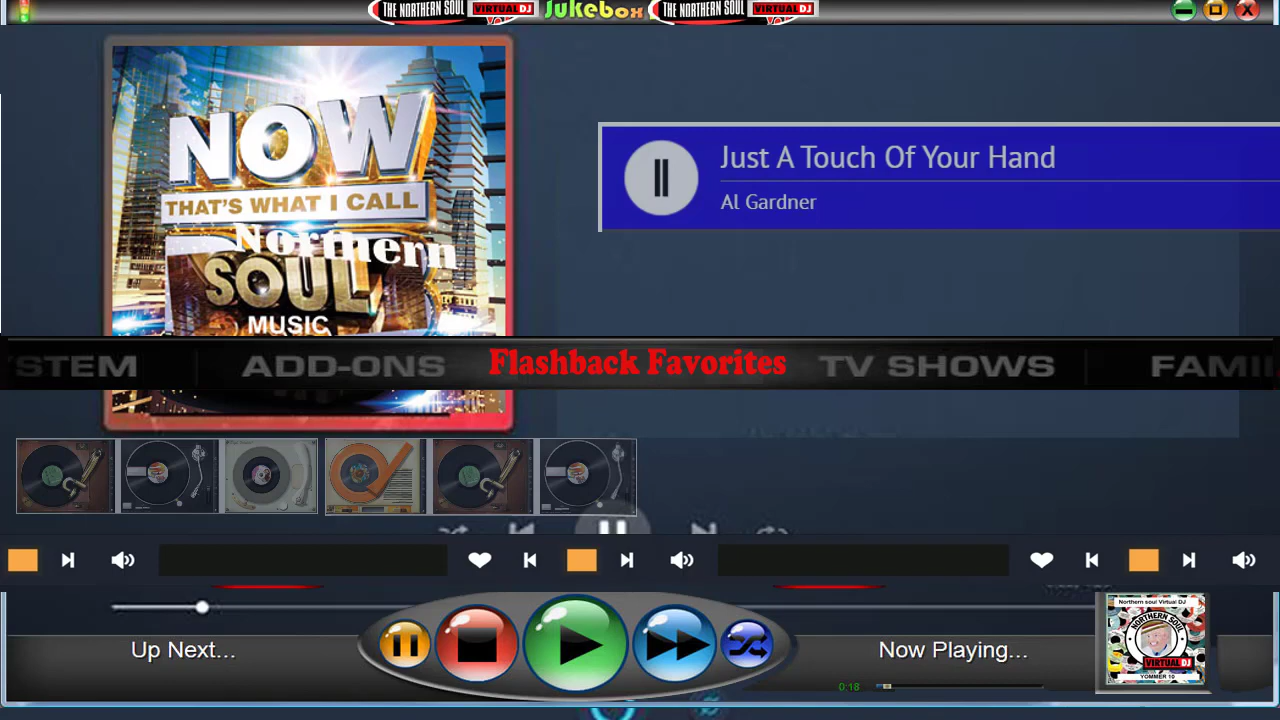 THE NORTHERN SOUL VIRTUAL DJ Jukebox THE NORTHERN SOUL VIRTUAL DJ
X
NOW
THAT'S WHAT I CALL
Northern
SOUL
MUSIC
Just A Touch Of Your Hand
Al Gardner
STEM ADD-ONS Flashback Favorites TV SHOWS FAMI
Up Next...
Now Playing...
0:18
Northern soul Virtual DJ
NORTHERN SOUL
VIRTUAL DJ
YOMMER 10